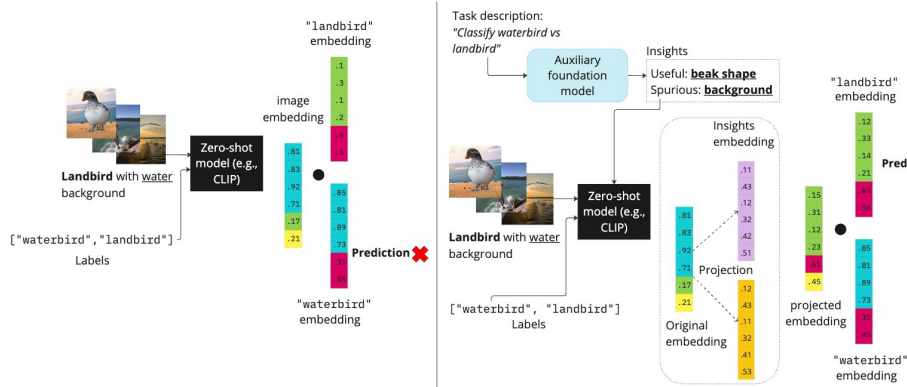 "landbird"
embedding
.1
.3
.1
.2
.6
.5
image
embedding
.81
.83
.92
.71
.17
.21
Zero-shot
model (e.g.,
CLIP)
Landbird with water
background
["waterbird","landbird"]
Labels
.85
.81
.89
.73
.31
.45
Prediction
"waterbird"
embedding
Task description:
"Classify waterbird vs
landbird"
Auxiliary
foundation
model
Insights
Useful: beak shape
Spurious: background
Zero-shot
model (e.g.,
CLIP)
Landbird with water
background
["waterbird", "landbird"]
Labels
Insights
embedding
.11
.43
.12
.32
.42
.51
.81
.83
.92
.71
.17
.21
Original
embedding
Projection
.12
.43
.11
.32
.41
.53
.15
.31
.12
.23
.61
.45
projected
embedding
"landbird"
embedding
.12
.33
.14
.21
.65
.56
Pred
.85
.81
.89
.73
.45
"waterbird"
embedding